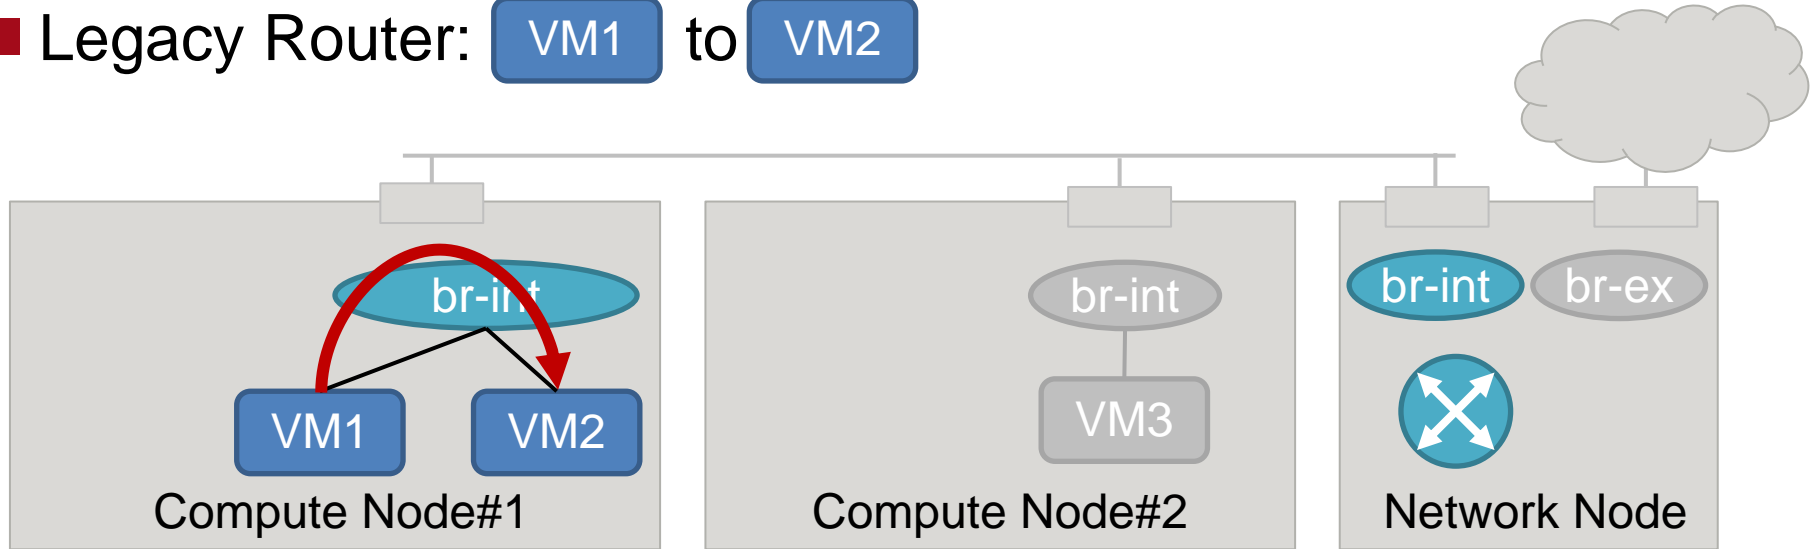 Legacy Router: VM1 to VM2
br-int
br-int
br-int
br-ex
VM1
VM2
VM3
Compute Node#1
Compute Node#2
Network Node